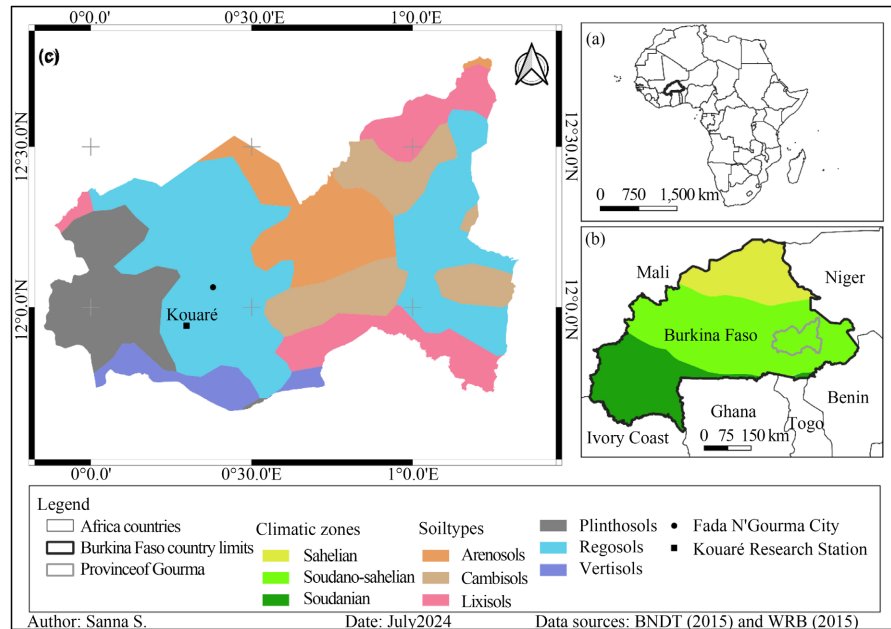 0°0.0' 0°30.0'E 1°0.0'E
(c)
12°30.0'N
12°0.0'N
Kouaré
12°30.0'N
12°0.0'N
0°0.0' 0°30.0'E 1°0.0'E
(a)
0 750 1,500 km
(b)
Mali
Niger
Burkina Faso
Benin
Ghana
Togo
Ivory Coast
0 75 150 km
Legend
Africa countries
Burkina Faso country limits
Provinceof Gourma
Climatic zones
Sahelian
Soudano-sahelian
Soudanian
Soiltypes
Arenosols
Cambisols
Lixisols
Plinthosols
Regosols
Vertisols
Fada N'Gourma City
Kouaré Research Station
Author: Sanna S. Date: July2024 Data sources: BNDT (2015) and WRB (2015)